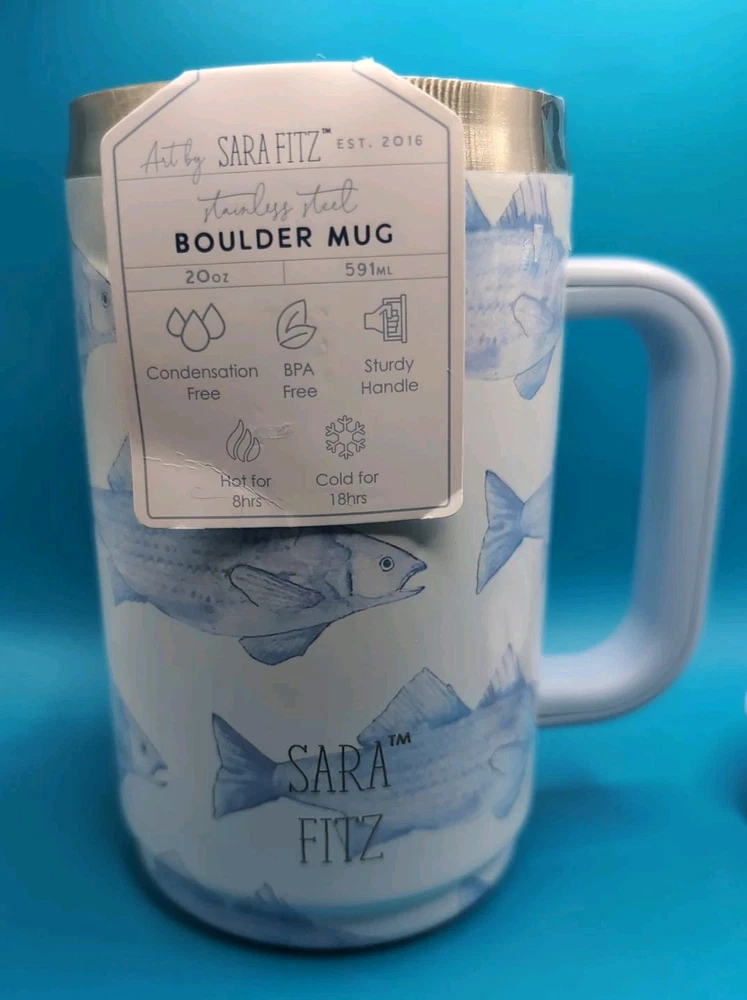 Art by SARA FITZ™ EST. 2016
stainless steel
BOULDER MUG
20oz 591ML
Condensation Free
BPA Free
Sturdy Handle
Hot for 8hrs
Cold for 18hrs
SARA™
FITZ